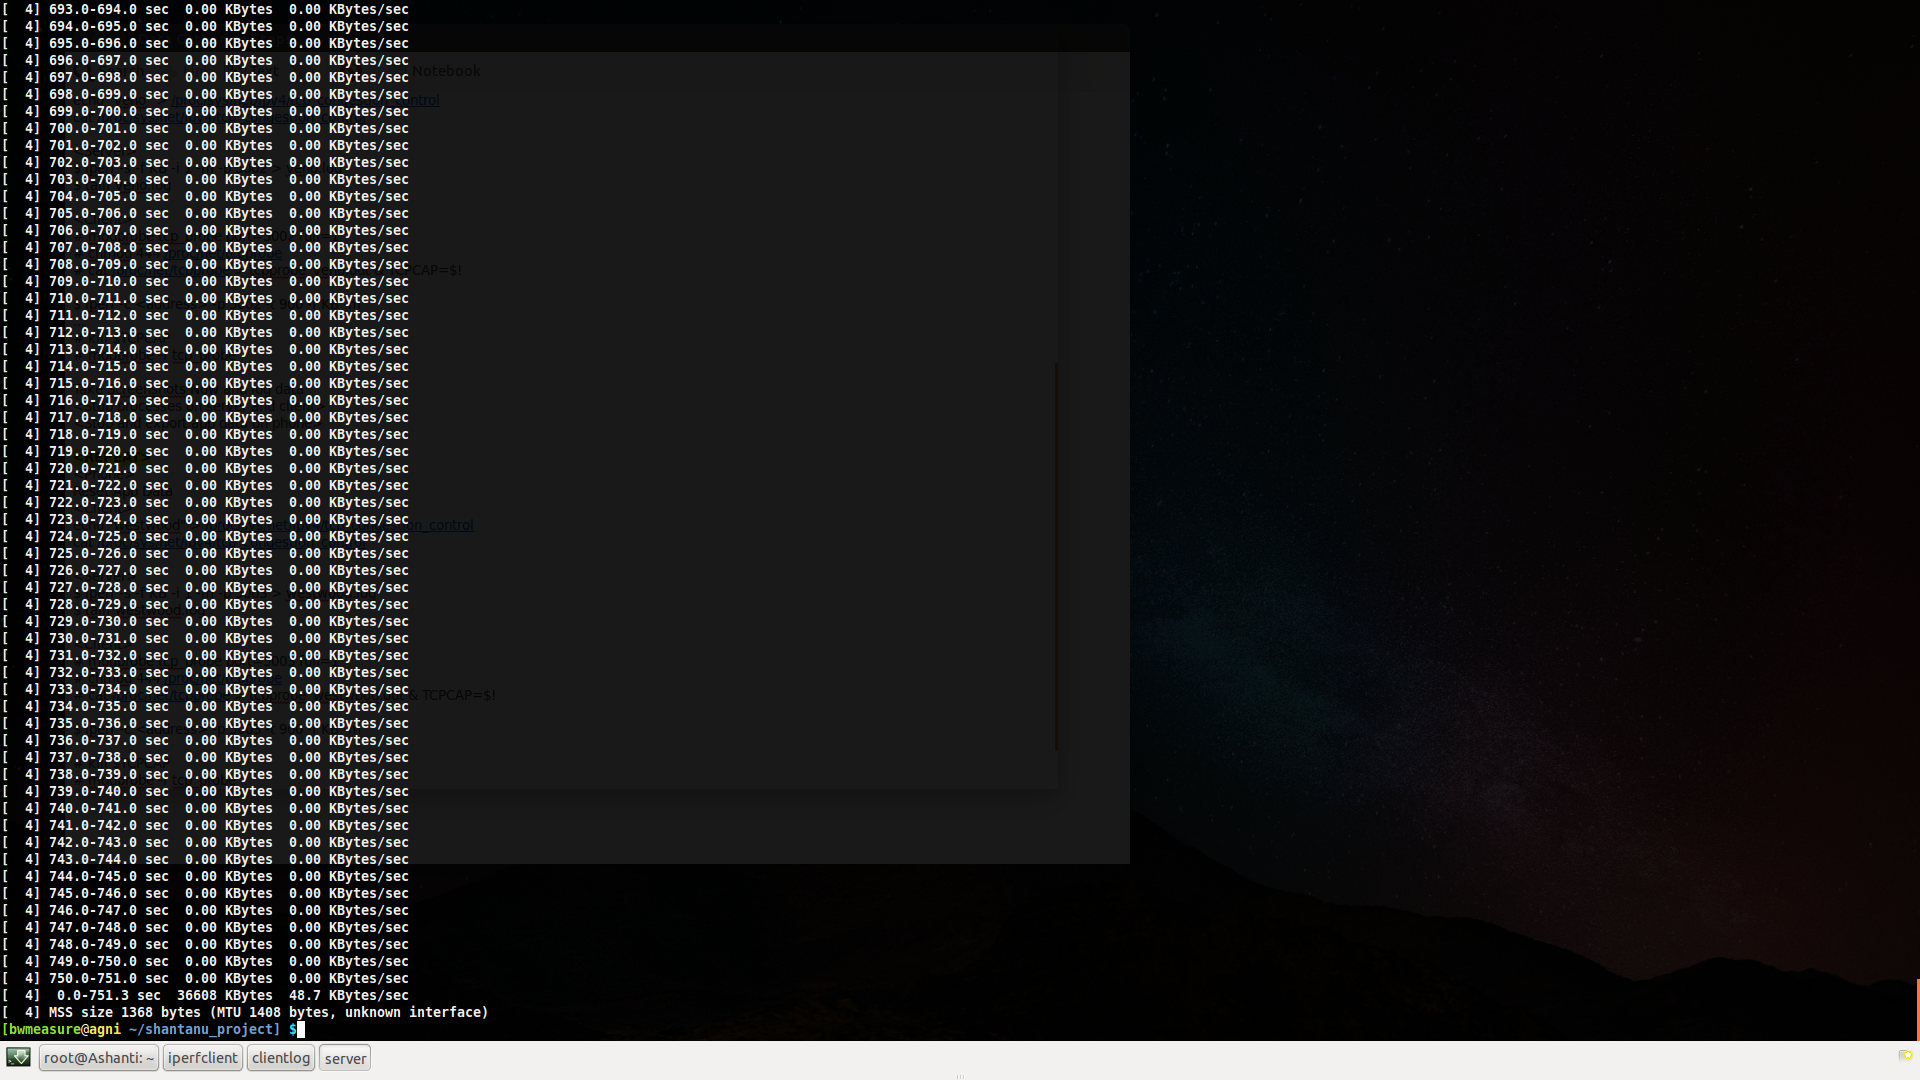 [  4] 693.0-694.0 sec  0.00 KBytes  0.00 KBytes/sec
[  4] 694.0-695.0 sec  0.00 KBytes  0.00 KBytes/sec
[  4] 695.0-696.0 sec  0.00 KBytes  0.00 KBytes/sec
[  4] 696.0-697.0 sec  0.00 KBytes  0.00 KBytes/sec
[  4] 697.0-698.0 sec  0.00 KBytes  0.00 KBytes/sec Notebook
[  4] 698.0-699.0 sec  0.00 KBytes  0.00 KBytes/sec
[  4] 699.0-700.0 sec  0.00 KBytes  0.00 KBytes/sec
[  4] 700.0-701.0 sec  0.00 KBytes  0.00 KBytes/sec
[  4] 701.0-702.0 sec  0.00 KBytes  0.00 KBytes/sec
[  4] 702.0-703.0 sec  0.00 KBytes  0.00 KBytes/sec
[  4] 703.0-704.0 sec  0.00 KBytes  0.00 KBytes/sec
[  4] 704.0-705.0 sec  0.00 KBytes  0.00 KBytes/sec
[  4] 705.0-706.0 sec  0.00 KBytes  0.00 KBytes/sec
[  4] 706.0-707.0 sec  0.00 KBytes  0.00 KBytes/sec
[  4] 707.0-708.0 sec  0.00 KBytes  0.00 KBytes/sec
[  4] 708.0-709.0 sec  0.00 KBytes  0.00 KBytes/sec
[  4] 709.0-710.0 sec  0.00 KBytes  0.00 KBytes/sec
[  4] 710.0-711.0 sec  0.00 KBytes  0.00 KBytes/sec
[  4] 711.0-712.0 sec  0.00 KBytes  0.00 KBytes/sec
[  4] 712.0-713.0 sec  0.00 KBytes  0.00 KBytes/sec
[  4] 713.0-714.0 sec  0.00 KBytes  0.00 KBytes/sec
[  4] 714.0-715.0 sec  0.00 KBytes  0.00 KBytes/sec
[  4] 715.0-716.0 sec  0.00 KBytes  0.00 KBytes/sec
[  4] 716.0-717.0 sec  0.00 KBytes  0.00 KBytes/sec
[  4] 717.0-718.0 sec  0.00 KBytes  0.00 KBytes/sec
[  4] 718.0-719.0 sec  0.00 KBytes  0.00 KBytes/sec
[  4] 719.0-720.0 sec  0.00 KBytes  0.00 KBytes/sec
[  4] 720.0-721.0 sec  0.00 KBytes  0.00 KBytes/sec
[  4] 721.0-722.0 sec  0.00 KBytes  0.00 KBytes/sec
[  4] 722.0-723.0 sec  0.00 KBytes  0.00 KBytes/sec
[  4] 723.0-724.0 sec  0.00 KBytes  0.00 KBytes/sec
[  4] 724.0-725.0 sec  0.00 KBytes  0.00 KBytes/sec
[  4] 725.0-726.0 sec  0.00 KBytes  0.00 KBytes/sec
[  4] 726.0-727.0 sec  0.00 KBytes  0.00 KBytes/sec
[  4] 727.0-728.0 sec  0.00 KBytes  0.00 KBytes/sec
[  4] 728.0-729.0 sec  0.00 KBytes  0.00 KBytes/sec
[  4] 729.0-730.0 sec  0.00 KBytes  0.00 KBytes/sec
[  4] 730.0-731.0 sec  0.00 KBytes  0.00 KBytes/sec
[  4] 731.0-732.0 sec  0.00 KBytes  0.00 KBytes/sec
[  4] 732.0-733.0 sec  0.00 KBytes  0.00 KBytes/sec
[  4] 733.0-734.0 sec  0.00 KBytes  0.00 KBytes/sec & TCPCAP=$!
[  4] 734.0-735.0 sec  0.00 KBytes  0.00 KBytes/sec
[  4] 735.0-736.0 sec  0.00 KBytes  0.00 KBytes/sec
[  4] 736.0-737.0 sec  0.00 KBytes  0.00 KBytes/sec
[  4] 737.0-738.0 sec  0.00 KBytes  0.00 KBytes/sec
[  4] 738.0-739.0 sec  0.00 KBytes  0.00 KBytes/sec
[  4] 739.0-740.0 sec  0.00 KBytes  0.00 KBytes/sec
[  4] 740.0-741.0 sec  0.00 KBytes  0.00 KBytes/sec
[  4] 741.0-742.0 sec  0.00 KBytes  0.00 KBytes/sec
[  4] 742.0-743.0 sec  0.00 KBytes  0.00 KBytes/sec
[  4] 743.0-744.0 sec  0.00 KBytes  0.00 KBytes/sec
[  4] 744.0-745.0 sec  0.00 KBytes  0.00 KBytes/sec
[  4] 745.0-746.0 sec  0.00 KBytes  0.00 KBytes/sec
[  4] 746.0-747.0 sec  0.00 KBytes  0.00 KBytes/sec
[  4] 747.0-748.0 sec  0.00 KBytes  0.00 KBytes/sec
[  4] 748.0-749.0 sec  0.00 KBytes  0.00 KBytes/sec
[  4] 749.0-750.0 sec  0.00 KBytes  0.00 KBytes/sec
[  4] 750.0-751.0 sec  0.00 KBytes  0.00 KBytes/sec
[  4]  0.0-751.3 sec  36608 KBytes  48.7 KBytes/sec
[  4] MSS size 1368 bytes (MTU 1408 bytes, unknown interface)
[bwmeasure@agni ~/shantanu_project] $
root@Ashanti: ~ iperfclient clientlog server